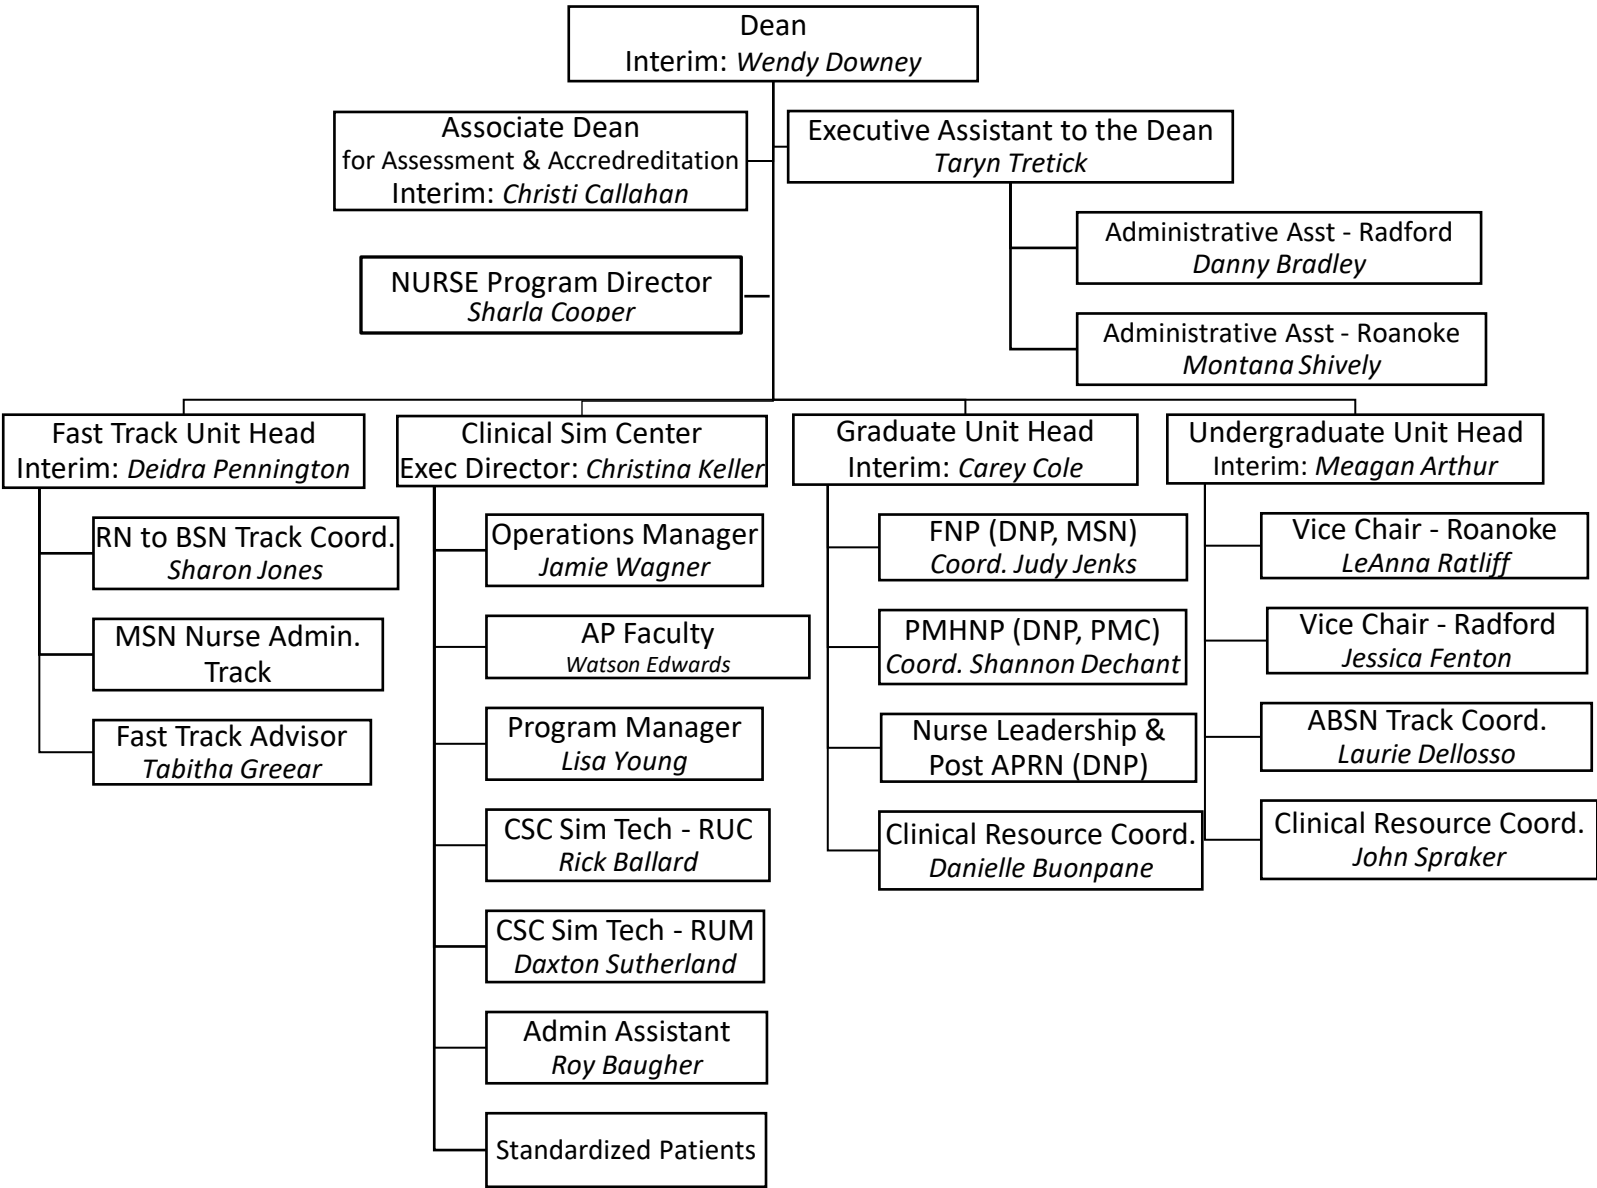 Dean
Interim: Wendy Downey
Associate Dean
for Assessment & Accredreditation
Interim: Christi Callahan
Executive Assistant to the Dean
Taryn Tretick
Administrative Asst - Radford
Danny Bradley
NURSE Program Director
Sharla Cooper
Administrative Asst - Roanoke
Montana Shively
Fast Track Unit Head
Interim: Deidra Pennington
RN to BSN Track Coord.
Sharon Jones
MSN Nurse Admin.
Track
Fast Track Advisor
Tabitha Greear
Clinical Sim Center
Exec Director: Christina Keller
Operations Manager
Jamie Wagner
AP Faculty
Watson Edwards
Program Manager
Lisa Young
CSC Sim Tech - RUC
Rick Ballard
CSC Sim Tech - RUM
Daxton Sutherland
Admin Assistant
Roy Baugher
Standardized Patients
Graduate Unit Head
Interim: Carey Cole
FNP (DNP, MSN)
Coord. Judy Jenks
PMHNP (DNP, PMC)
Coord. Shannon Dechant
Nurse Leadership &
Post APRN (DNP)
Clinical Resource Coord.
Danielle Buonpane
Undergraduate Unit Head
Interim: Meagan Arthur
Vice Chair - Roanoke
LeAnna Ratliff
Vice Chair - Radford
Jessica Fenton
ABSN Track Coord.
Laurie Dellosso
Clinical Resource Coord.
John Spraker